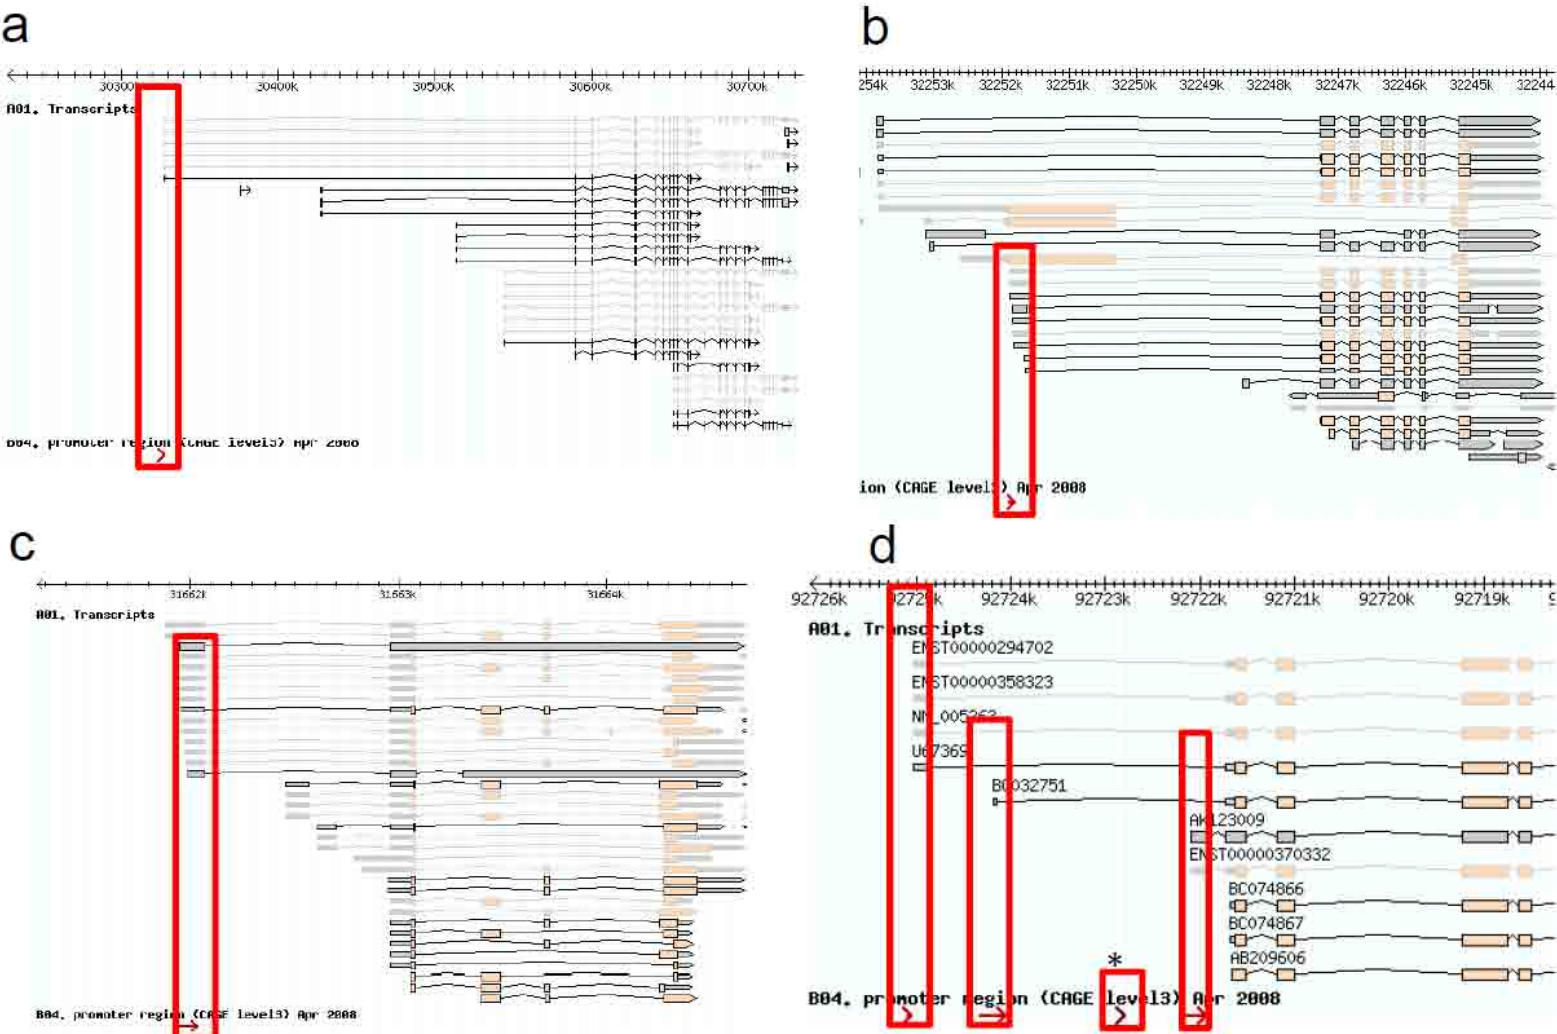 a
30300k 30400k 30500k 30600k 30700k
A01. Transcripts
B04. promoter region (CAGE level3) Apr 2008
b
254k 32253k 32252k 32251k 32250k 32249k 32248k 32247k 32246k 32245k 32244
ion (CAGE level3) Apr 2008
c
31662k 31663k 31664k
A01. Transcripts
B04. promoter region (CAGE level3) Apr 2008
d
92726k 92725k 92724k 92723k 92722k 92721k 92720k 92719k 9
A01. Transcripts
ENST00000294702
ENST00000358323
NM_005263
U67369
BC032751
AK123009
ENST00000370332
BC074866
BC074867
AB209606
*
B04. promoter region (CAGE level3) Apr 2008